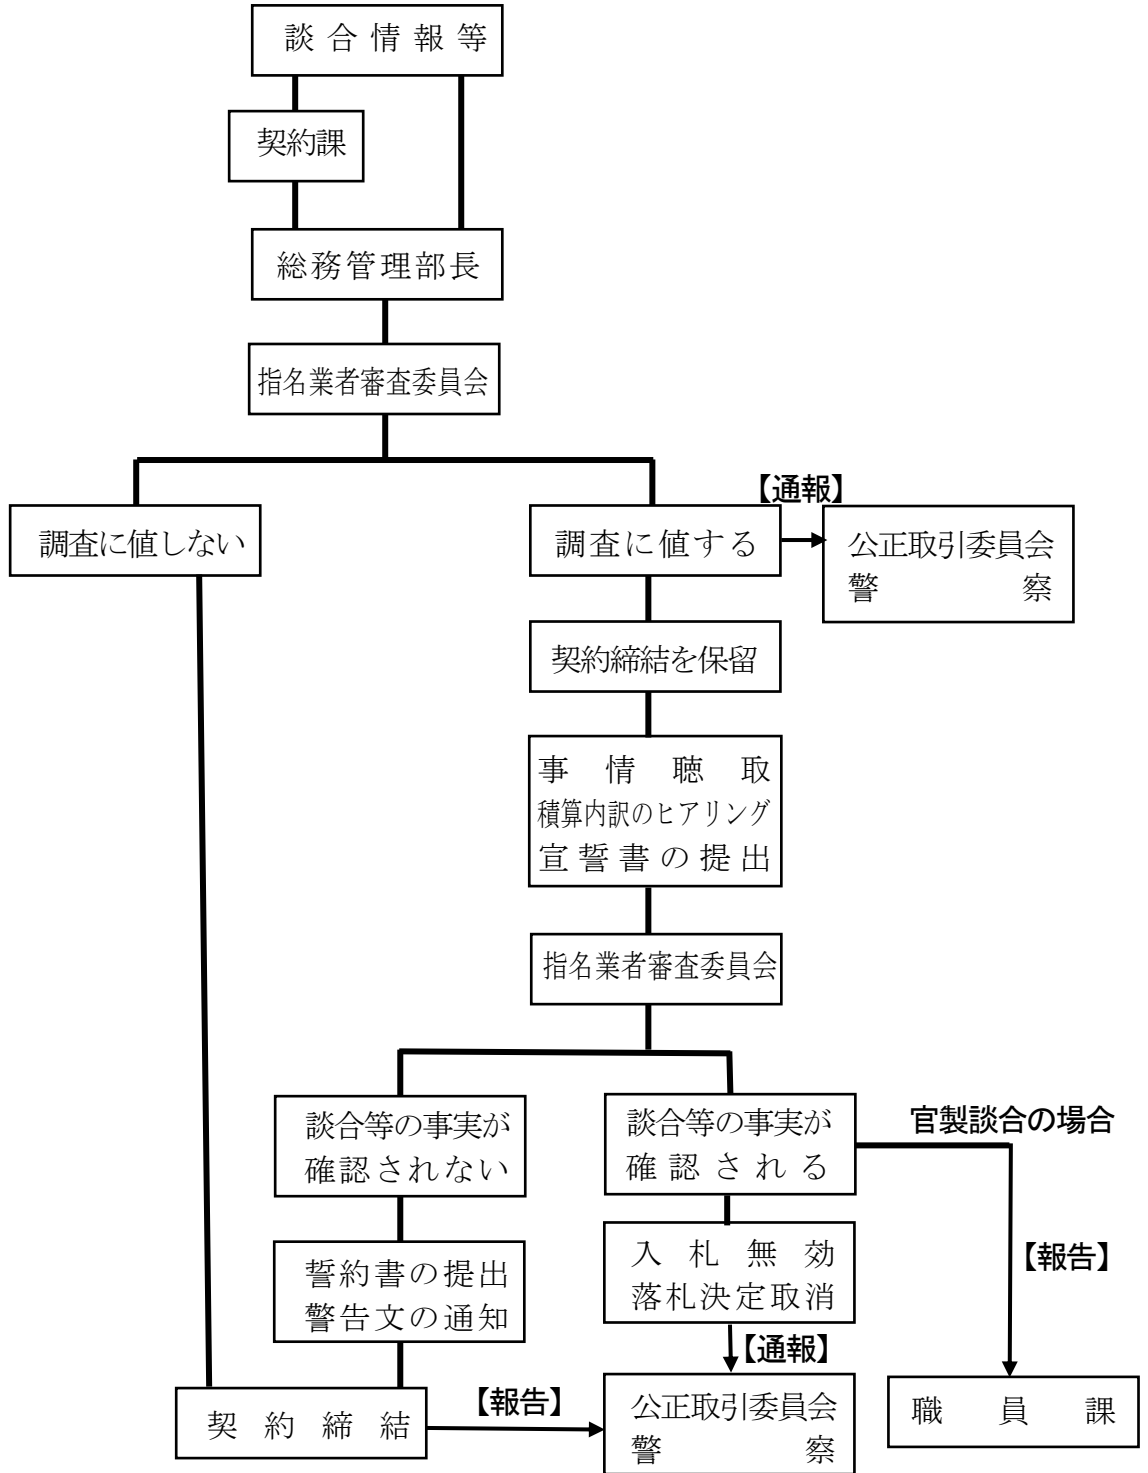 談合情報等
契約課
総務管理部長
指名業者審査委員会
【通報】
調査に値しない
調査に値する
公正取引委員会
警察
契約締結を保留
事情聴取
積算内訳のヒアリング
宣誓書の提出
指名業者審査委員会
談合等の事実が
確認されない
談合等の事実が
確認される
官製談合の場合
誓約書の提出
警告文の通知
入札無効
落札決定取消
【報告】
【通報】
契約締結
【報告】
公正取引委員会
警察
職員課